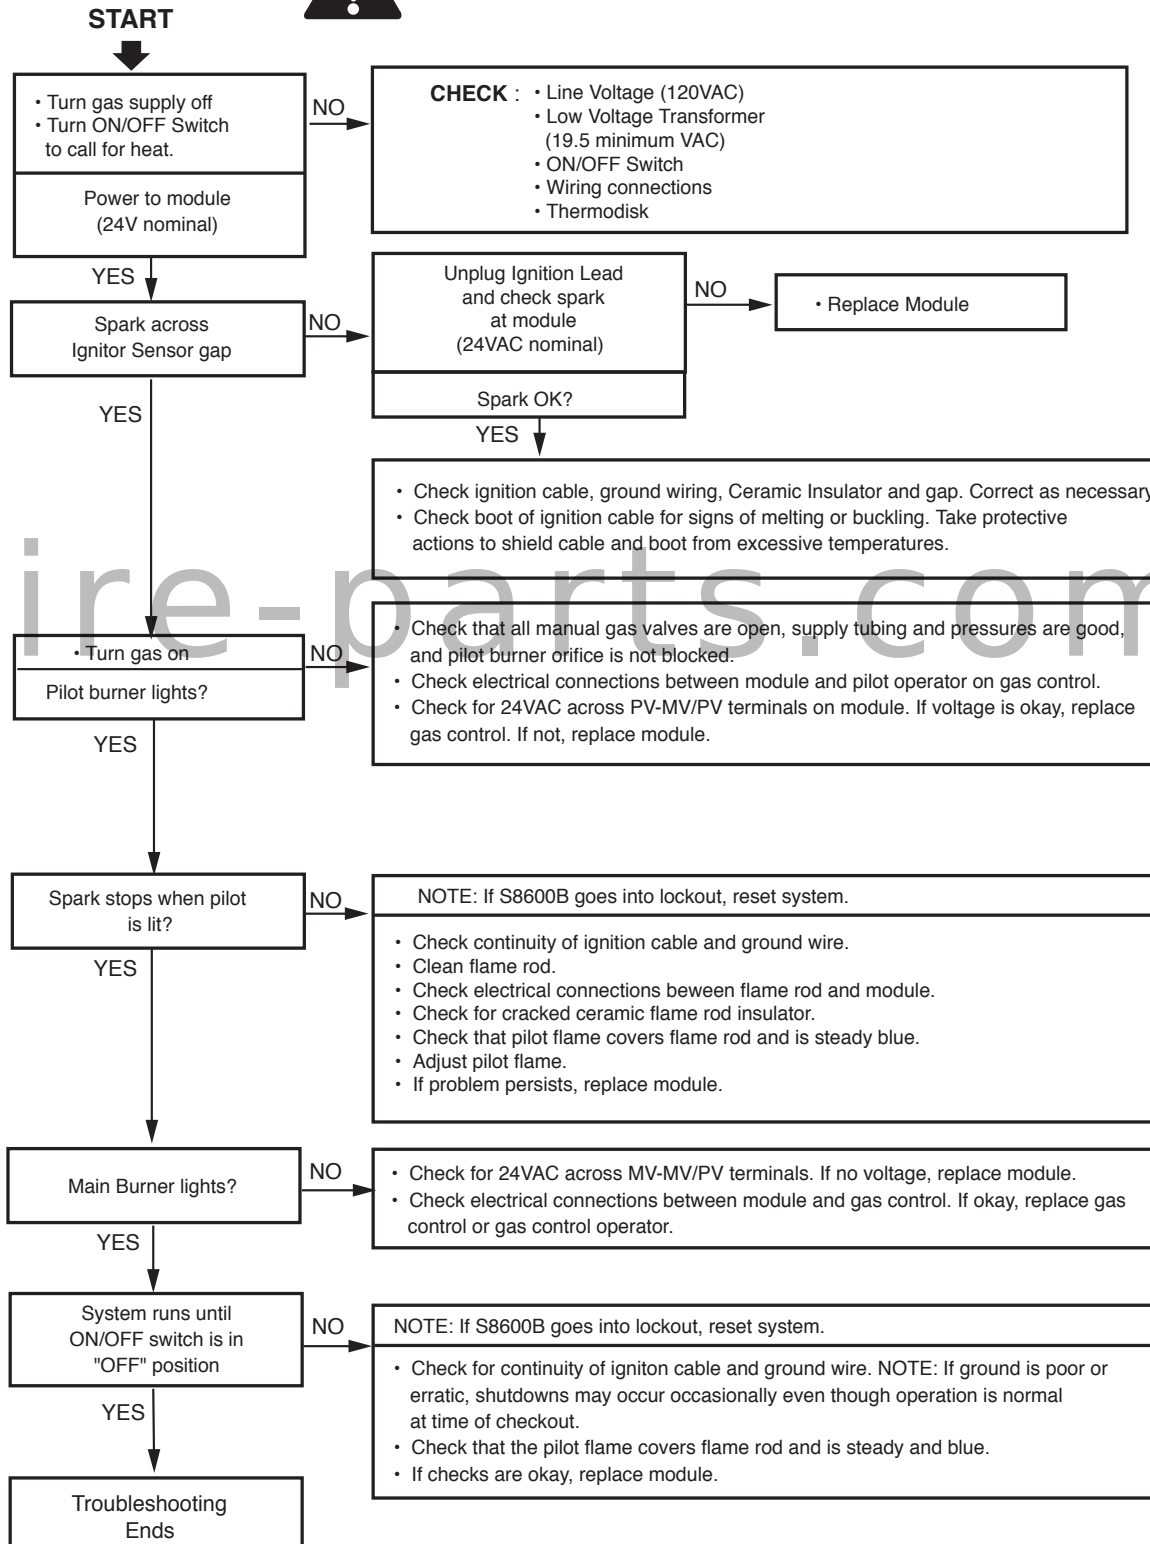 START
• Turn gas supply off
• Turn ON/OFF Switch
to call for heat.
Power to module
(24V nominal)
NO
CHECK : • Line Voltage (120VAC)
• Low Voltage Transformer
(19.5 minimum VAC)
• ON/OFF Switch
• Wiring connections
• Thermodisk
YES
Spark across
Ignitor Sensor gap
NO
Unplug Ignition Lead
and check spark
at module
(24VAC nominal)
Spark OK?
NO
• Replace Module
YES
YES
• Check ignition cable, ground wiring, Ceramic Insulator and gap. Correct as necessary
• Check boot of ignition cable for signs of melting or buckling. Take protective
actions to shield cable and boot from excessive temperatures.
ire-parts.com
• Turn gas on
Pilot burner lights?
NO
• Check that all manual gas valves are open, supply tubing and pressures are good,
and pilot burner orifice is not blocked.
• Check electrical connections between module and pilot operator on gas control.
• Check for 24VAC across PV-MV/PV terminals on module. If voltage is okay, replace
gas control. If not, replace module.
YES
Spark stops when pilot
is lit?
NO
NOTE: If S8600B goes into lockout, reset system.
• Check continuity of ignition cable and ground wire.
• Clean flame rod.
• Check electrical connections beween flame rod and module.
• Check for cracked ceramic flame rod insulator.
• Check that pilot flame covers flame rod and is steady blue.
• Adjust pilot flame.
• If problem persists, replace module.
YES
Main Burner lights?
NO
• Check for 24VAC across MV-MV/PV terminals. If no voltage, replace module.
• Check electrical connections between module and gas control. If okay, replace gas
control or gas control operator.
YES
System runs until
ON/OFF switch is in
"OFF" position
NO
NOTE: If S8600B goes into lockout, reset system.
• Check for continuity of igniton cable and ground wire. NOTE: If ground is poor or
erratic, shutdowns may occur occasionally even though operation is normal
at time of checkout.
• Check that the pilot flame covers flame rod and is steady and blue.
• If checks are okay, replace module.
YES
Troubleshooting
Ends